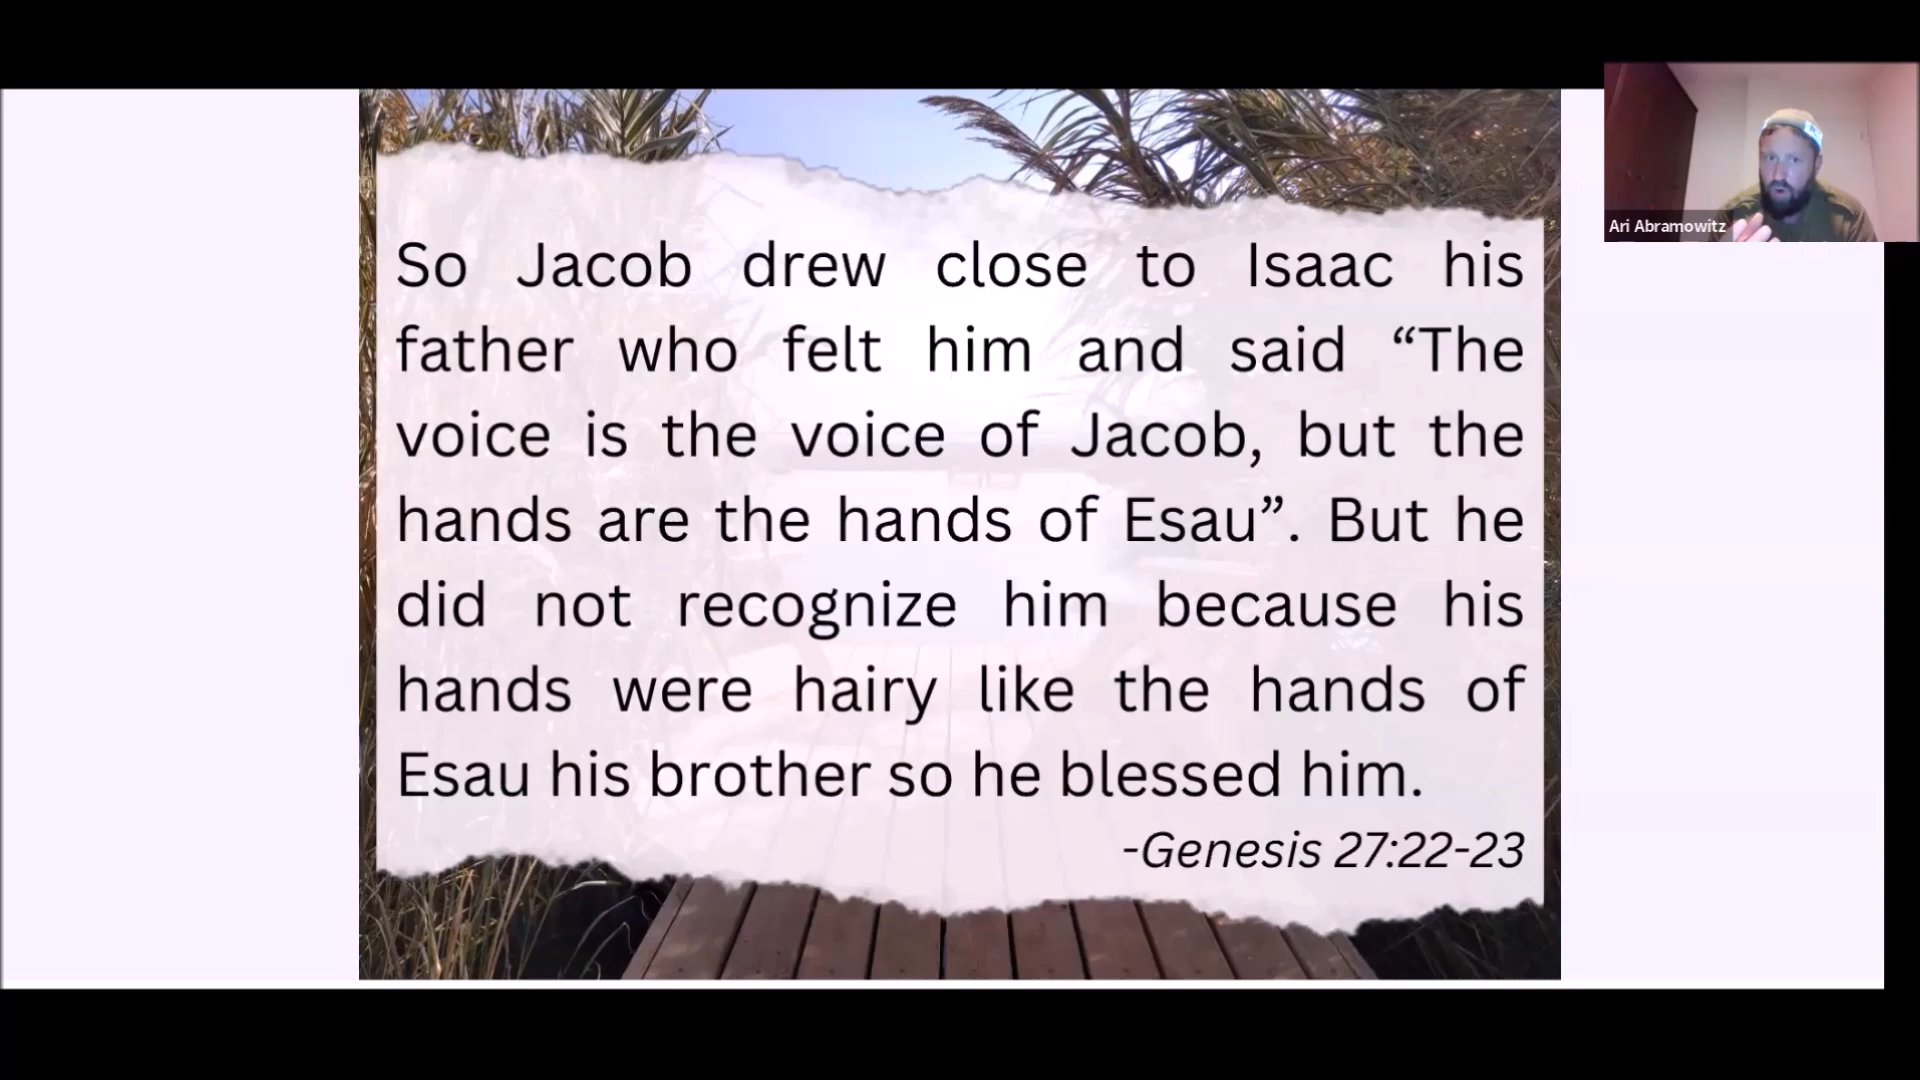 So Jacob drew close to Isaac his
father who felt him and said “The
voice is the voice of Jacob, but the
hands are the hands of Esau”. But he
did not recognize him because his
hands were hairy like the hands of
Esau his brother so he blessed him.
-Genesis 27:22-23
Ari Abramowitz